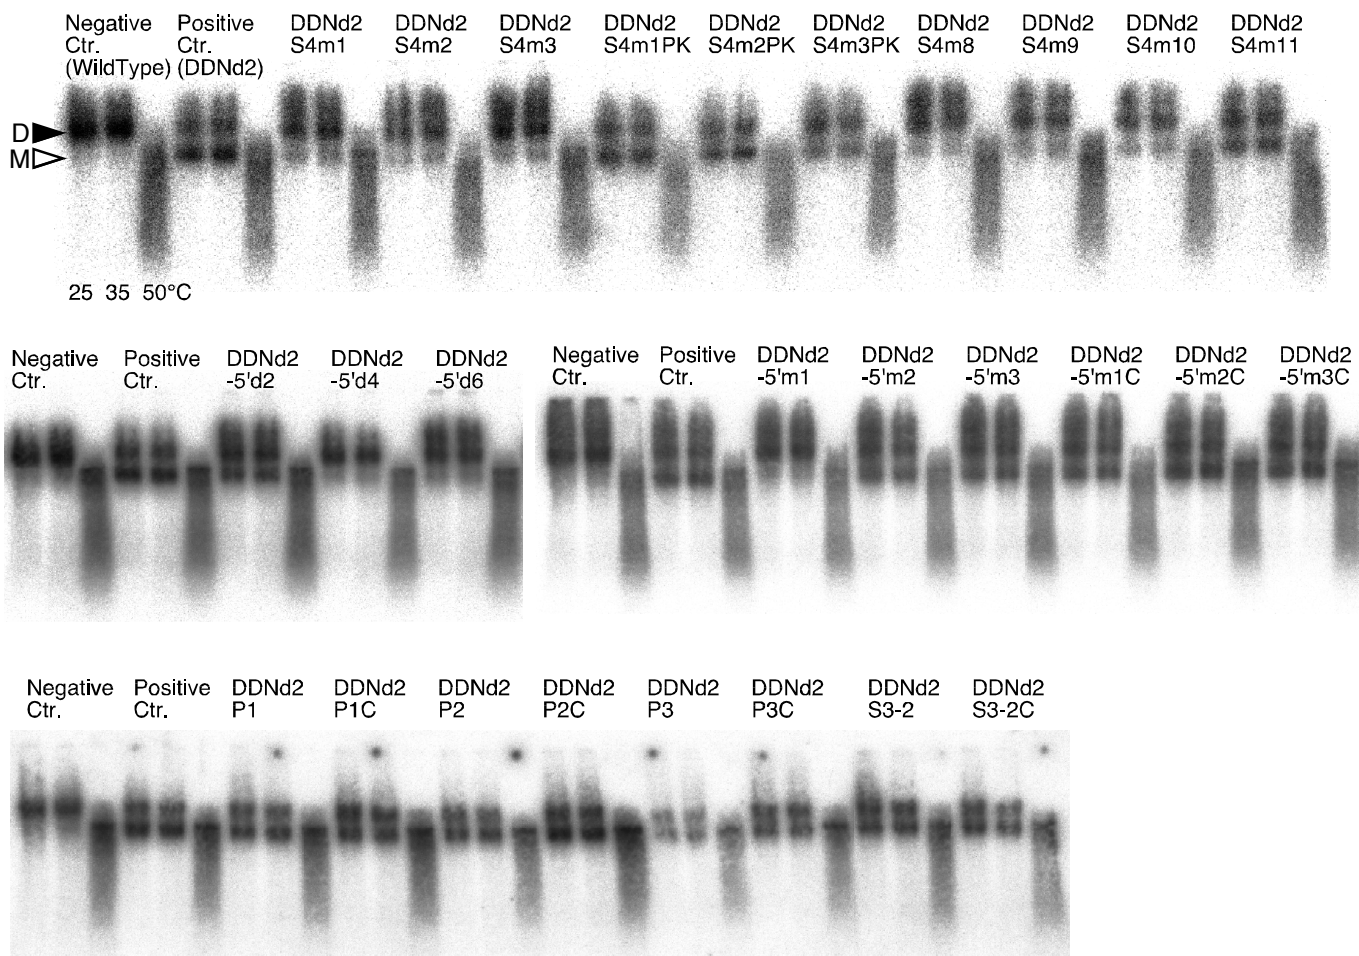 Negative Positive DDNd2 DDNd2 DDNd2 DDNd2 DDNd2 DDNd2 DDNd2 DDNd2 DDNd2 DDNd2
Ctr. Ctr. S4m1 S4m2 S4m3 S4m1PK S4m2PK S4m3PK S4m8 S4m9 S4m10 S4m11
(WildType) (DDNd2)
D
M
25 35 50°C
Negative Positive DDNd2 DDNd2 DDNd2
Ctr. Ctr. -5'd2 -5'd4 -5'd6
Negative Positive DDNd2 DDNd2 DDNd2 DDNd2 DDNd2 DDNd2
Ctr. Ctr. -5'm1 -5'm2 -5'm3 -5'm1C -5'm2C -5'm3C
Negative Positive DDNd2 DDNd2 DDNd2 DDNd2 DDNd2 DDNd2 DDNd2 DDNd2
Ctr. Ctr. P1 P1C P2 P2C P3 P3C S3-2 S3-2C